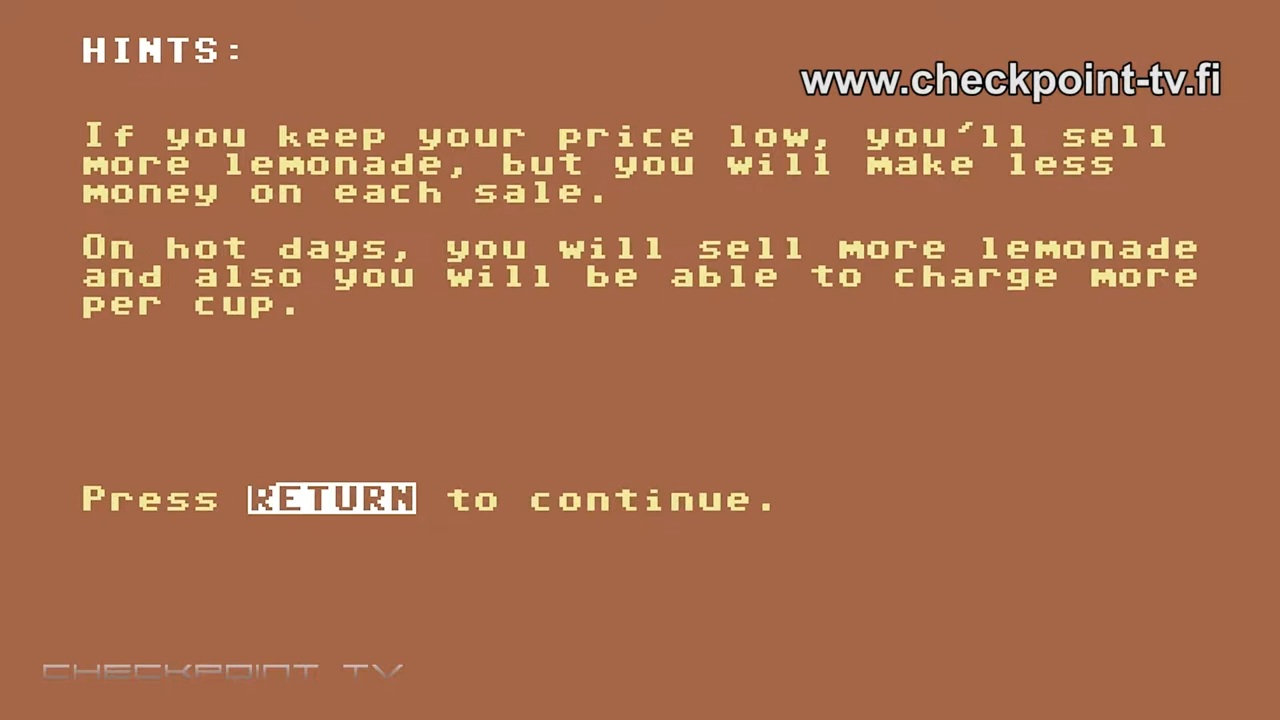 HINTS:
www.checkpoint-tv.fi
If you keep your price low, you'll sell
more lemonade, but you will make less
money on each sale.
On hot days, you will sell more lemonade
and also you will be able to charge more
per cup.
Press RETURN to continue.
CHECKPOINT TV